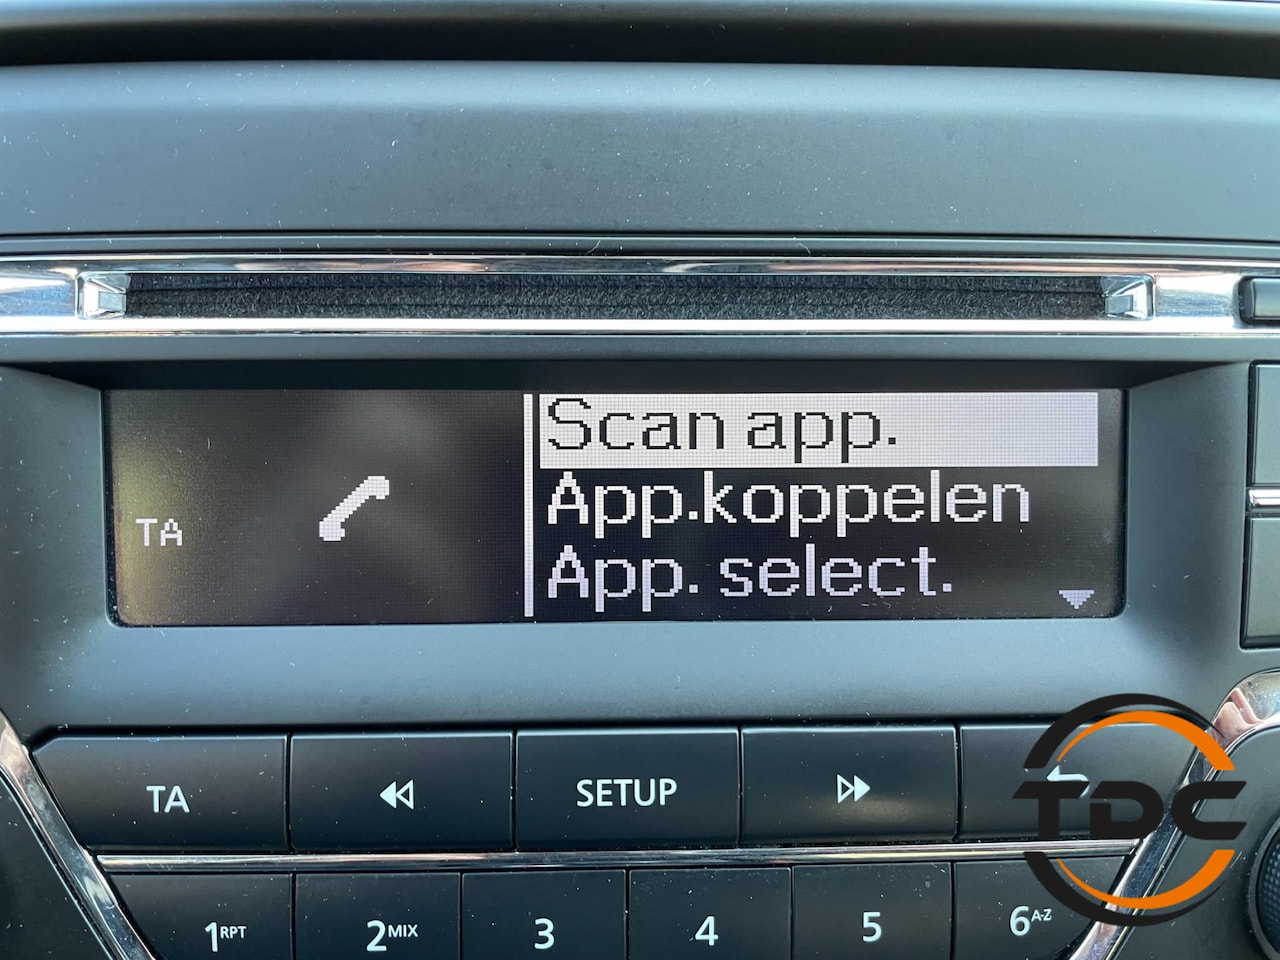 Scan app.
App.koppelen
App. select.
TA
TA
SETUP
1RPT
2MIX
3
4
5
6A-Z
TDC